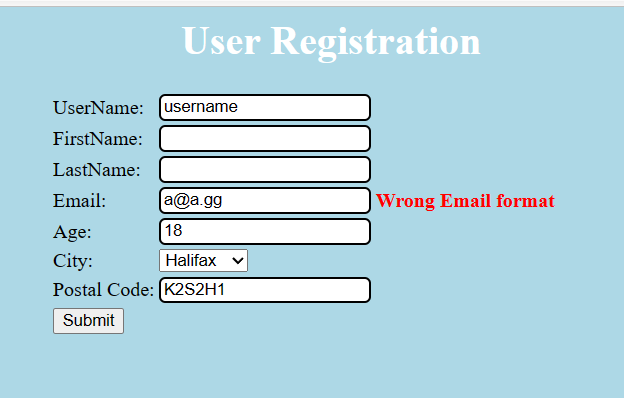 User Registration
UserName: username
FirstName:
LastName:
Email: a@a.gg Wrong Email format
Age: 18
City: Halifax
Postal Code: K2S2H1
Submit